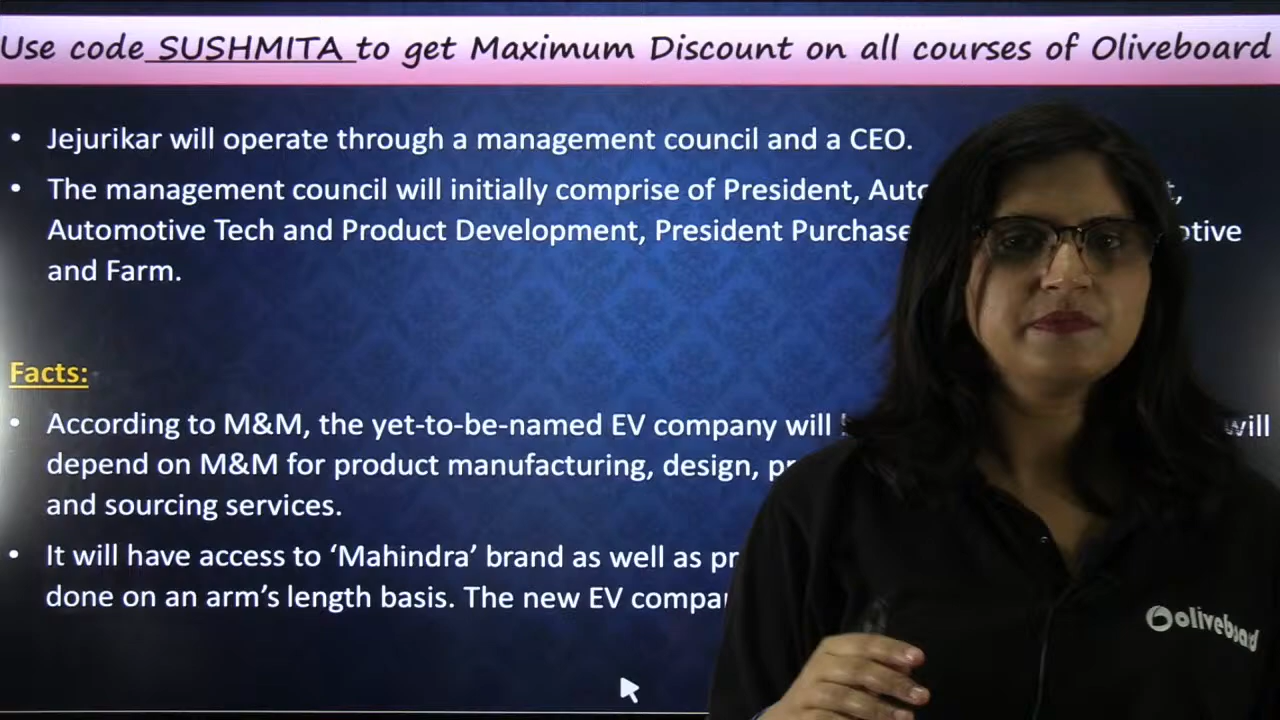 Use code SUSHMITA to get Maximum Discount on all courses of Oliveboard
• Jejurikar will operate through a management council and a CEO.
• The management council will initially comprise of President,
Automotive Tech and Product Development, President Purchase
and Farm.
Facts:
• According to M&M, the yet-to-be-named EV company will will
depend on M&M for product manufacturing, design,
and sourcing services.
• It will have access to ‘Mahindra’ brand as well as
done on an arm’s length basis. The new EV
oliveboard